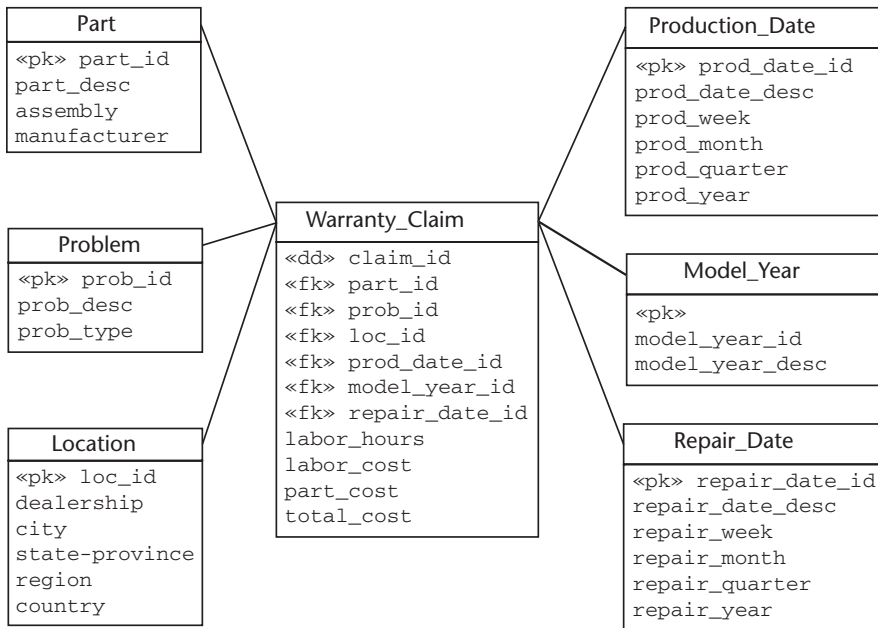 Part
«pk» part_id
part_desc
assembly
manufacturer
Problem
«pk» prob_id
prob_desc
prob_type
Location
«pk» loc_id
dealership
city
state-province
region
country
Warranty_Claim
«dd» claim_id
«fk» part_id
«fk» prob_id
«fk» loc_id
«fk» prod_date_id
«fk» model_year_id
«fk» repair_date_id
labor_hours
labor_cost
part_cost
total_cost
Production_Date
«pk» prod_date_id
prod_date_desc
prod_week
prod_month
prod_quarter
prod_year
Model_Year
«pk»
model_year_id
model_year_desc
Repair_Date
«pk» repair_date_id
repair_date_desc
repair_week
repair_month
repair_quarter
repair_year